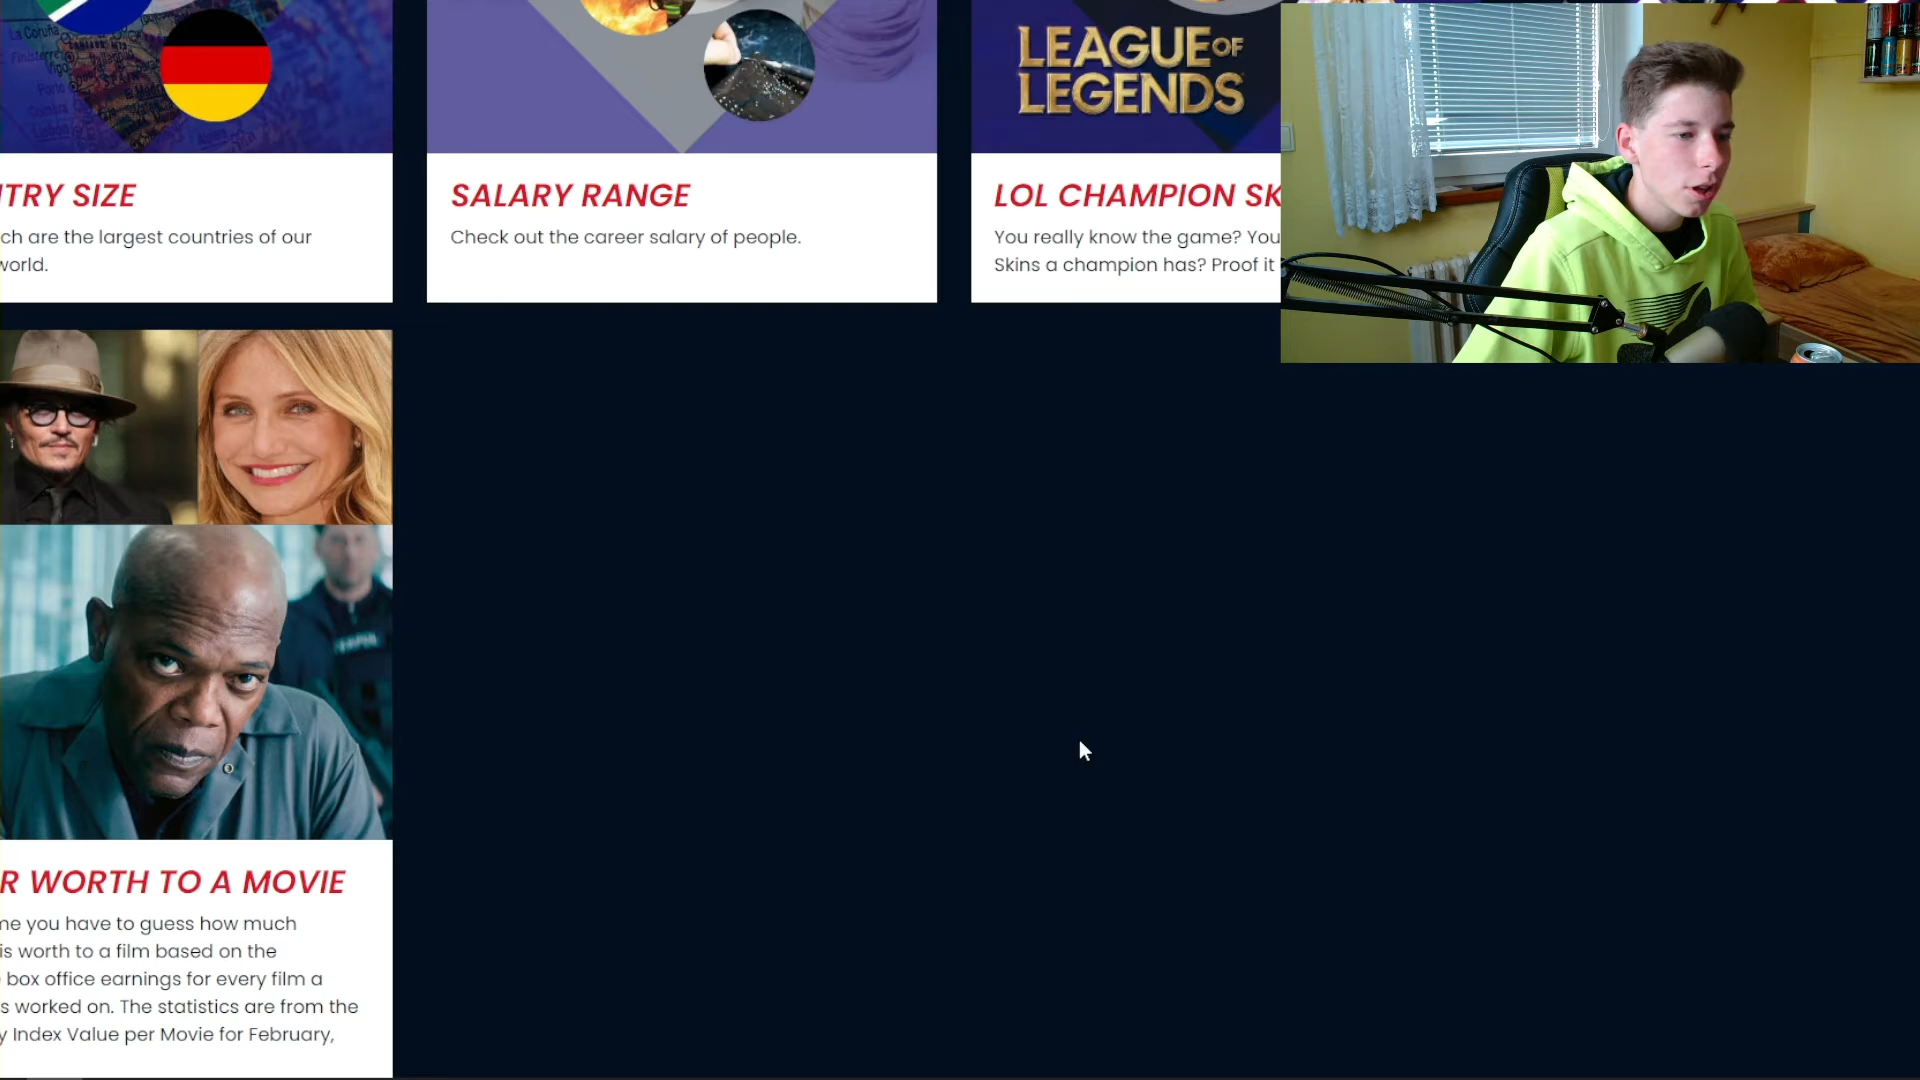 LEAGUE OF
LEGENDS
TRY SIZE
ch are the largest countries of our
world.
SALARY RANGE
Check out the career salary of people.
LOL CHAMPION SK
You really know the game? You
Skins a champion has? Proof it
R WORTH TO A MOVIE
me you have to guess how much
is worth to a film based on the
box office earnings for every film a
s worked on. The statistics are from the
y Index Value per Movie for February,